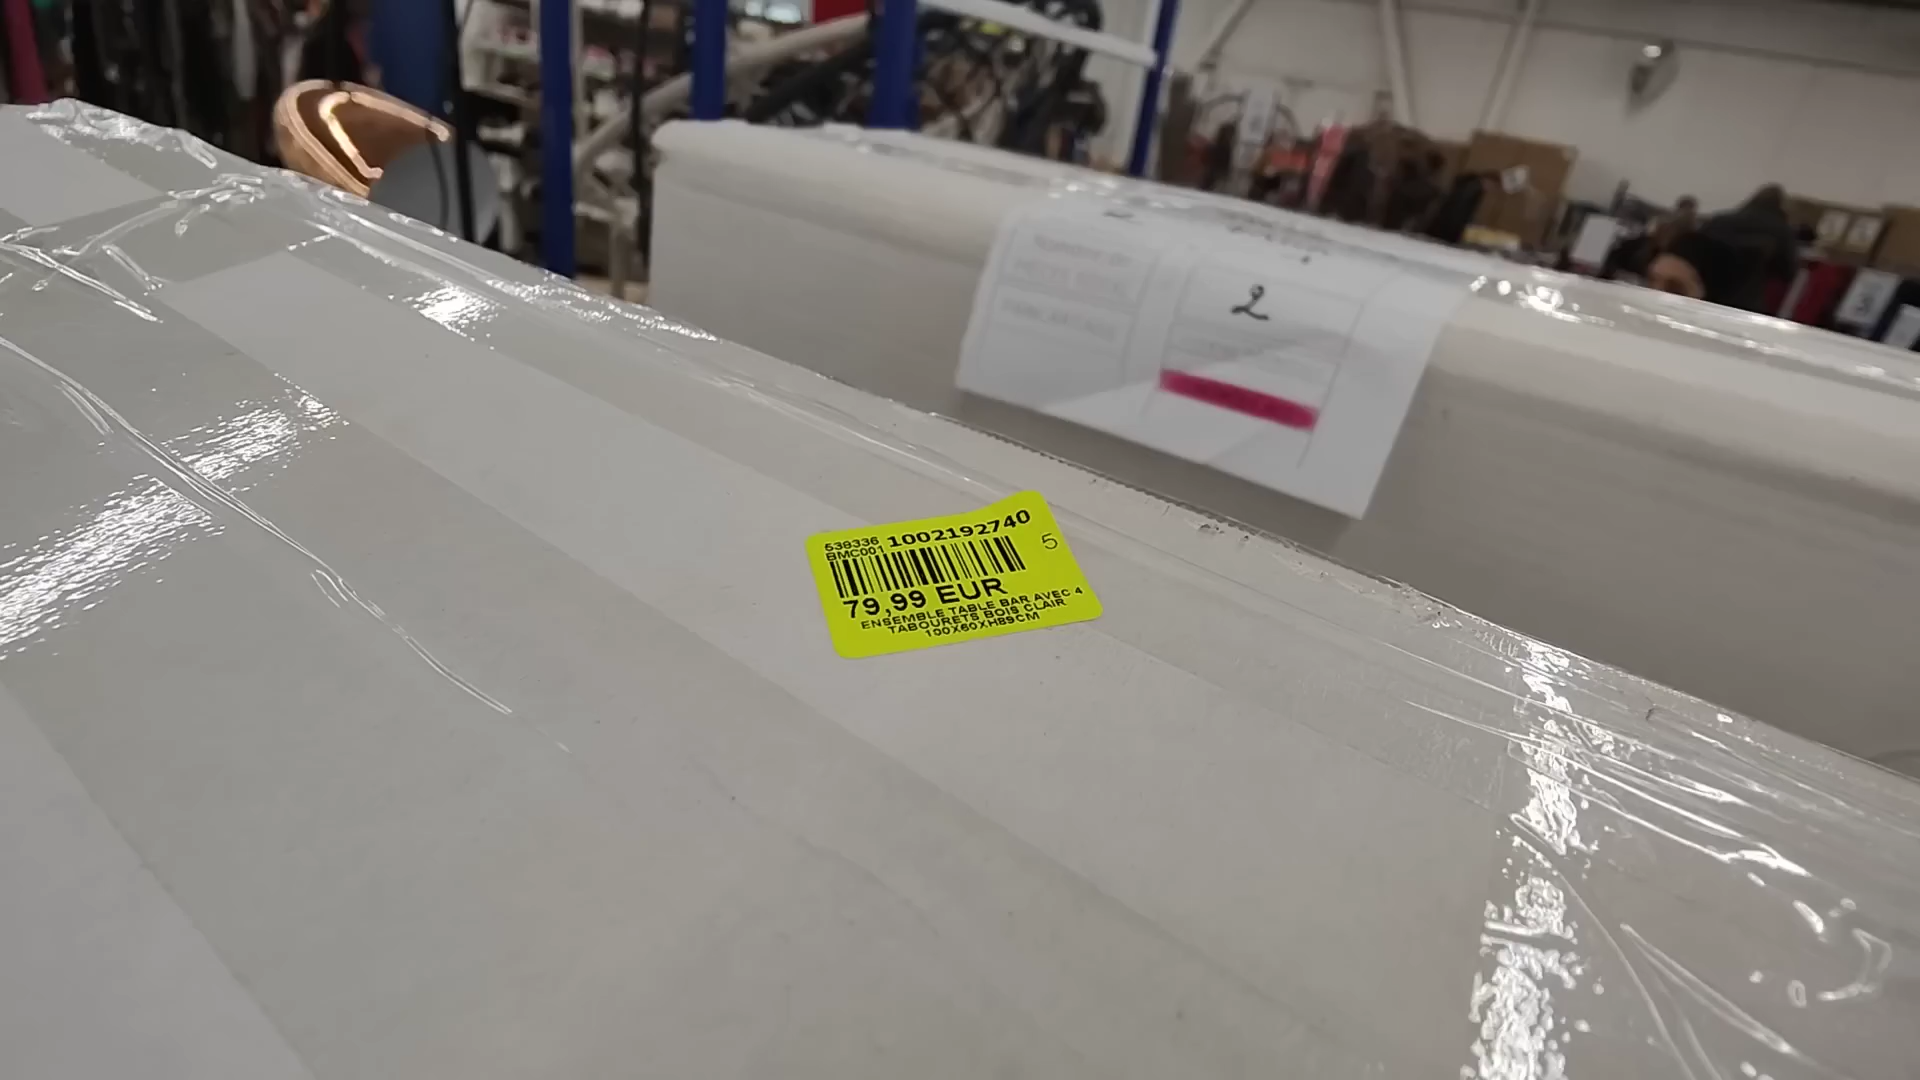 538336 1002192740
BMC001
5
79,99 EUR
ENSEMBLE TABLE BAR AVEC 4
TABOURETS BOIS CLAIR
100X60XH89CM
2